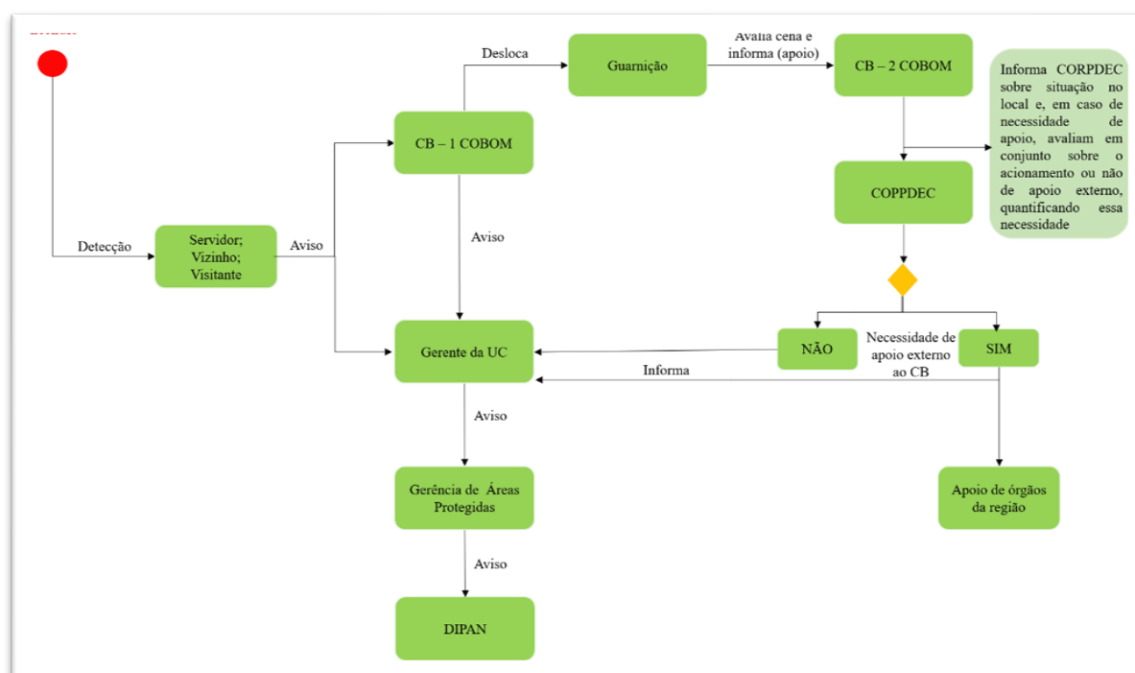 Detecção
Servidor;
Vizinho;
Visitante
Aviso
CB – 1 COBOM
Desloca
Guarnição
Avalia cena e
informa (apoio)
CB – 2 COBOM
Informa CORPDEC
sobre situação no
local e, em caso de
necessidade de
apoio, avaliam em
conjunto sobre o
acionamento ou não
de apoio externo,
quantificando essa
necessidade
COPPDEC
Aviso
Gerente da UC
NÃO
Necessidade de
apoio externo
ao CB
SIM
Informa
Aviso
Gerência de Áreas
Protegidas
Apoio de órgãos
da região
Aviso
DIPAN